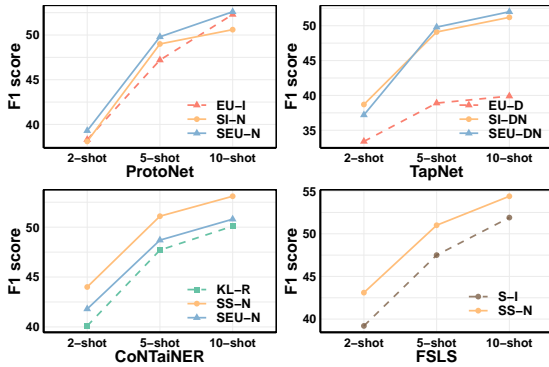 F1 score
50
45
40
EU-I
SI-N
SEU-N
2-shot 5-shot 10-shot
ProtoNet
F1 score
50
45
40
35
EU-D
SI-DN
SEU-DN
2-shot 5-shot 10-shot
TapNet
F1 score
50
45
40
KL-R
SS-N
SEU-N
2-shot 5-shot 10-shot
CoNTaiNER
F1 score
55
50
45
40
S-I
SS-N
2-shot 5-shot 10-shot
FSLS